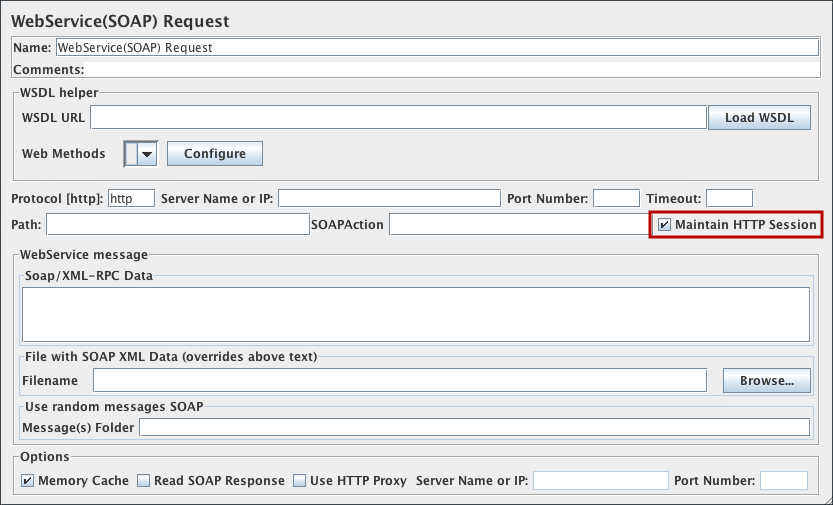 WebService(SOAP) Request
Name: WebService(SOAP) Request
Comments:
WSDL helper
WSDL URL Load WSDL
Web Methods Configure
Protocol [http]: http Server Name or IP: Port Number: Timeout:
Path: SOAPAction Maintain HTTP Session
WebService message
Soap/XML-RPC Data
File with SOAP XML Data (overrides above text)
Filename Browse...
Use random messages SOAP
Message(s) Folder
Options
Memory Cache Read SOAP Response Use HTTP Proxy Server Name or IP: Port Number: